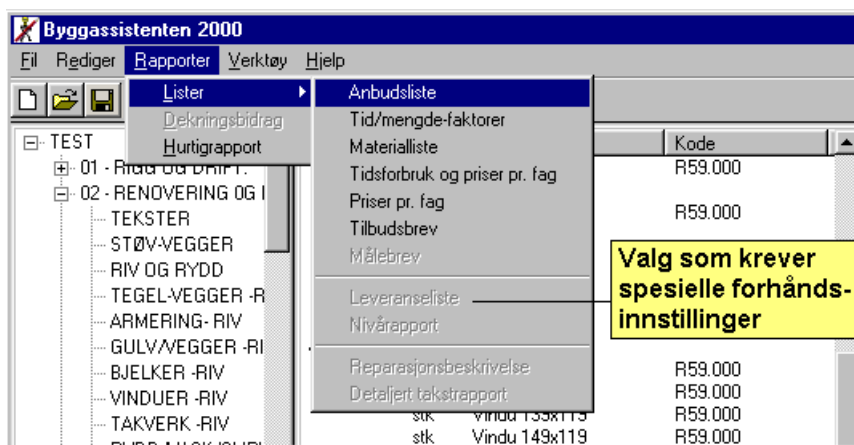 Byggassistenten 2000
Fil Rediger Rapporter Verktøy Hjelp
Lister Anbudsliste
Dekningsbidrag Tid/mengde-faktorer
Hurtigrapport Materialliste
Tidsforbruk og priser pr. fag
Priser pr. fag
Tilbudsbrev
Målebrev
Leveranseliste
Nivårapport
Reparasjonsbeskrivelse
Detaljert takstrapport
Valg som krever
spesielle forhånds-
innstillinger
TEST
01 - RIGG OG DRIFT.
02 - RENOVERING OG
TEKSTER
STØV-VEGGER
RIV OG RYDD
TEGEL-VEGGER -R
ARMERING- RIV
GULV/VEGGER -RI
BJELKER -RIV
VINDUER -RIV
TAKVERK -RIV
Kode
R59.000
R59.000
R59.000
R59.000
stk Vindu 139x119 R59.000
stk Vindu 149x119 R59.000